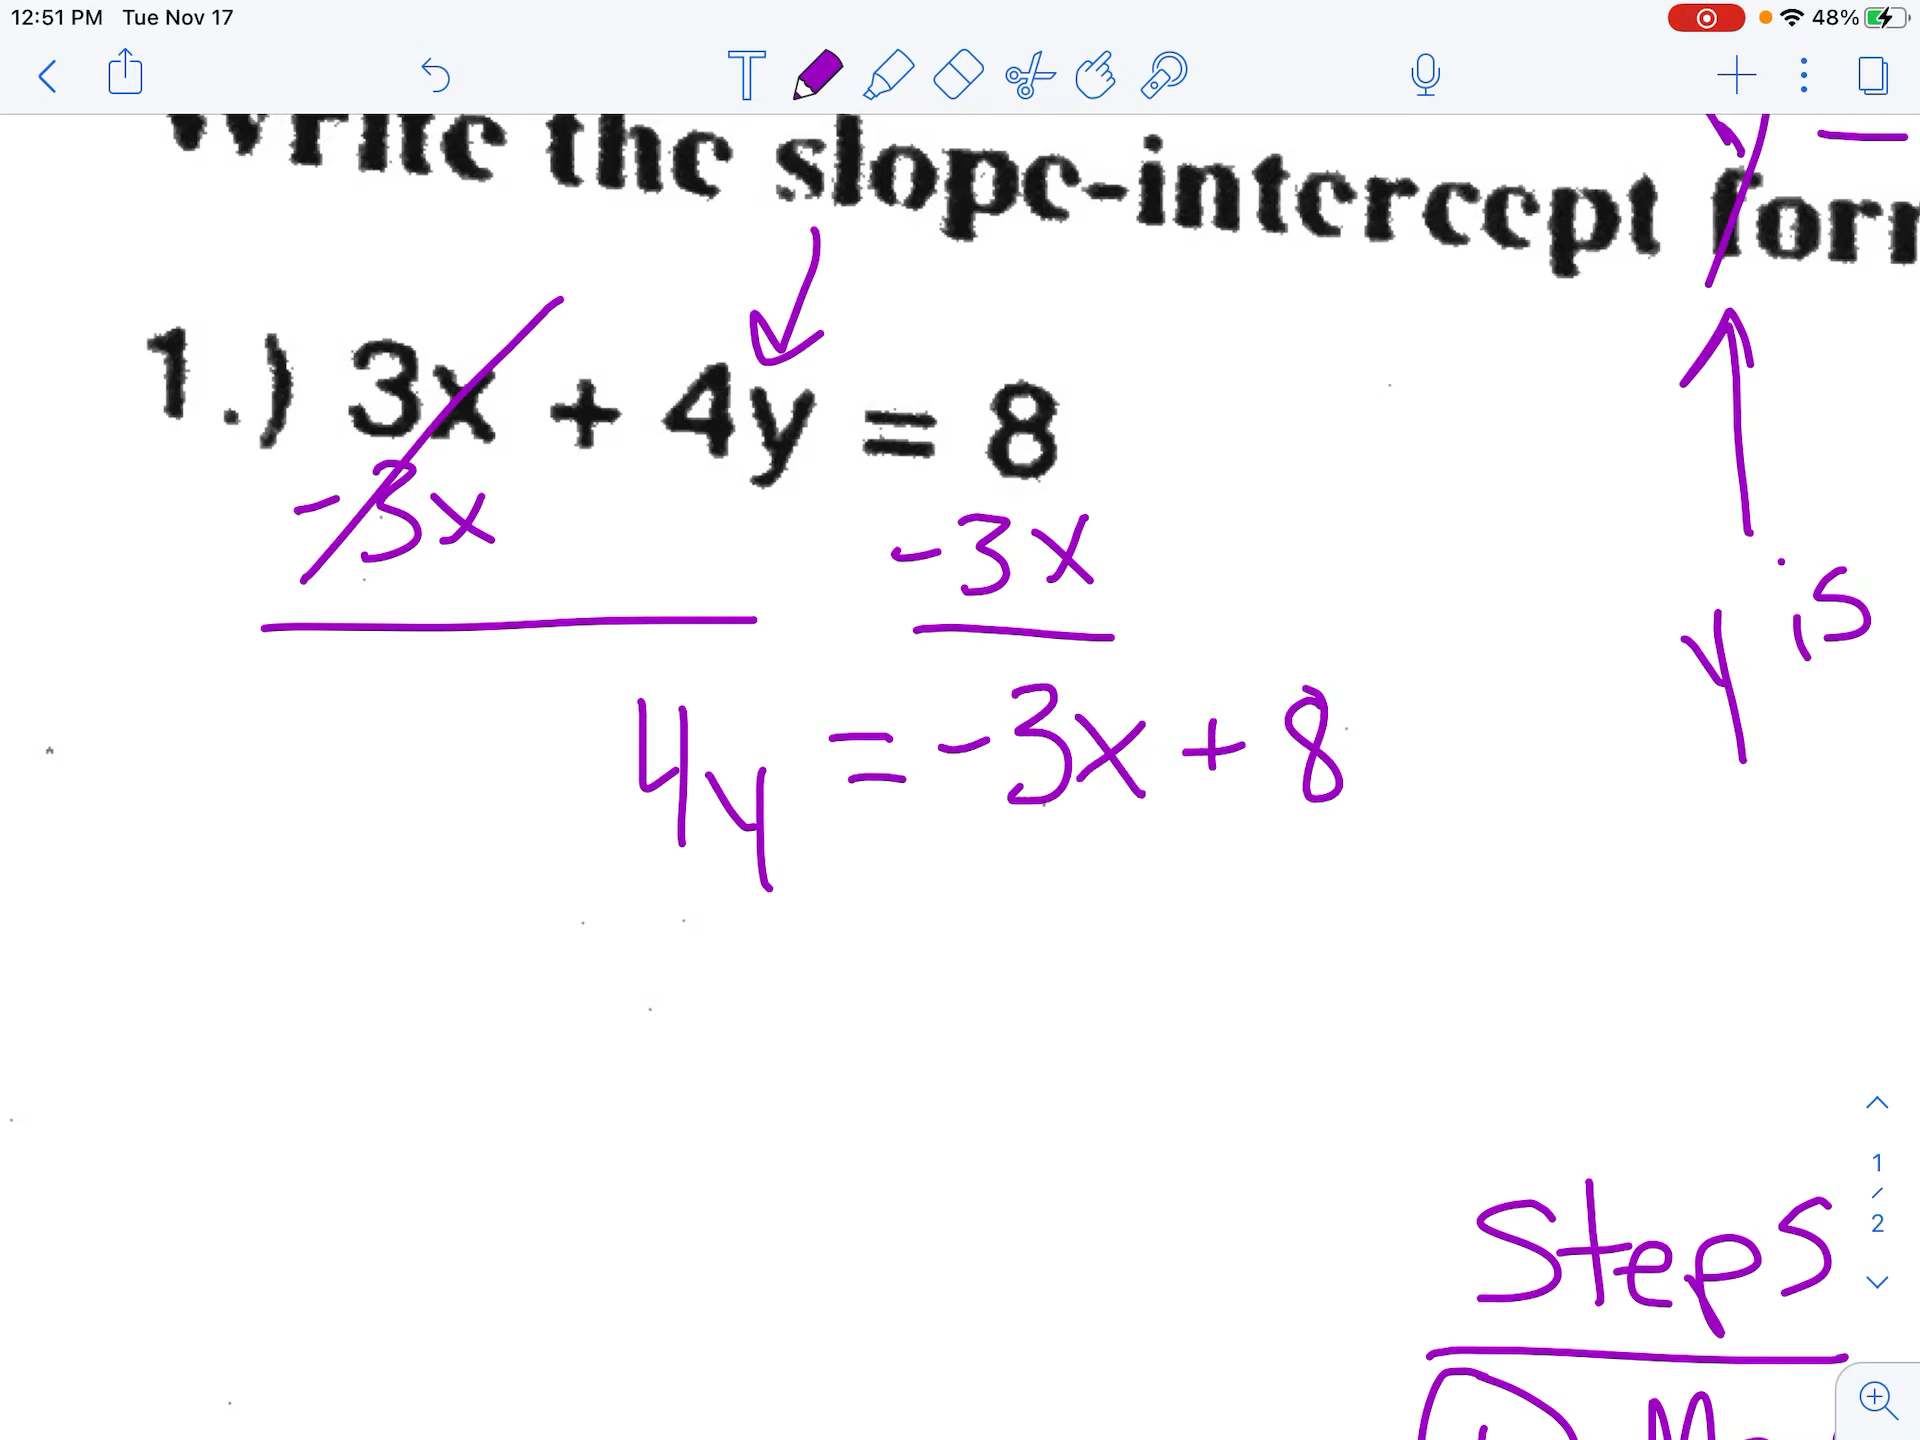 12:51 PM Tue Nov 17
48%
Write the slope-intercept
1.) 3x + 4y = 8
-3x -3x
4y = -3x + 8
y is
1
/
2
Steps